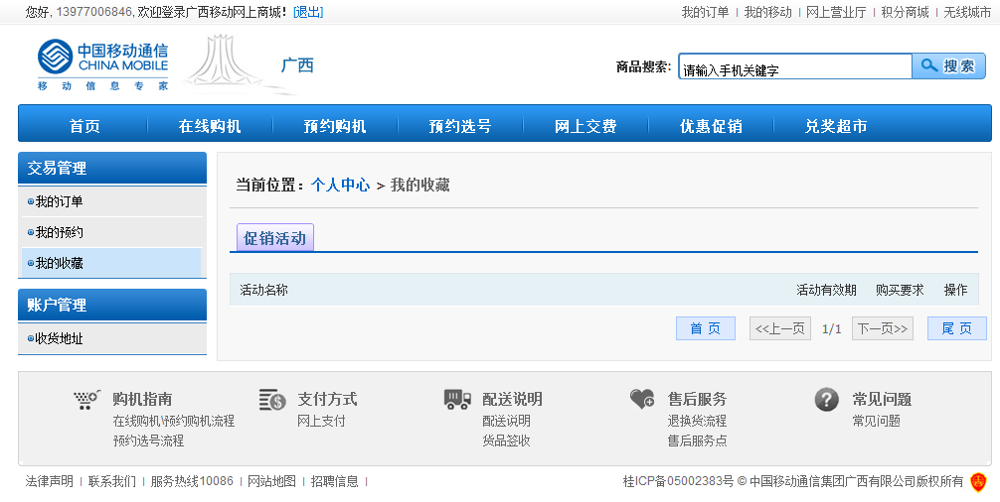 您好, 13977006846, 欢迎登录广西移动网上商城！[退出]
我的订单 | 我的移动 | 网上营业厅 | 积分商城 | 无线城市
中国移动通信
CHINA MOBILE
移动信息专家
广西
商品搜索: 请输入手机关键字 搜索
首页 在线购机 预约购机 预约选号 网上交费 优惠促销 兑奖超市
交易管理
我的订单
我的预约
我的收藏
账户管理
收货地址
当前位置：个人中心 > 我的收藏
促销活动
活动名称 活动有效期 购买要求 操作
首 页 <<上一页 1/1 下一页>> 尾 页
购机指南
在线购机\预约购机流程
预约选号流程
支付方式
网上支付
配送说明
配送说明
货品签收
售后服务
退换货流程
售后服务点
常见问题
常见问题
法律声明 | 联系我们 | 服务热线10086 | 网站地图 | 招聘信息 |
桂ICP备05002383号 © 中国移动通信集团广西有限公司版权所有